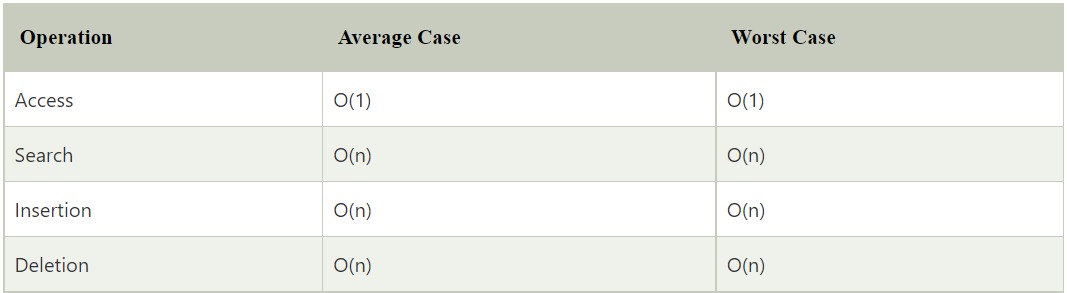 Operation Average Case Worst Case
Access O(1) O(1)
Search O(n) O(n)
Insertion O(n) O(n)
Deletion O(n) O(n)